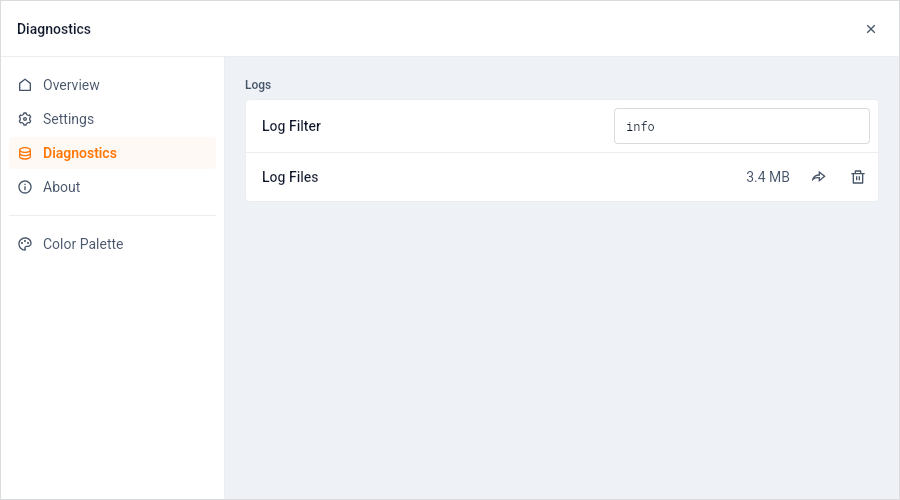 Diagnostics
Overview
Settings
Diagnostics
About
Color Palette
Logs
Log Filter
info
Log Files
3.4 MB